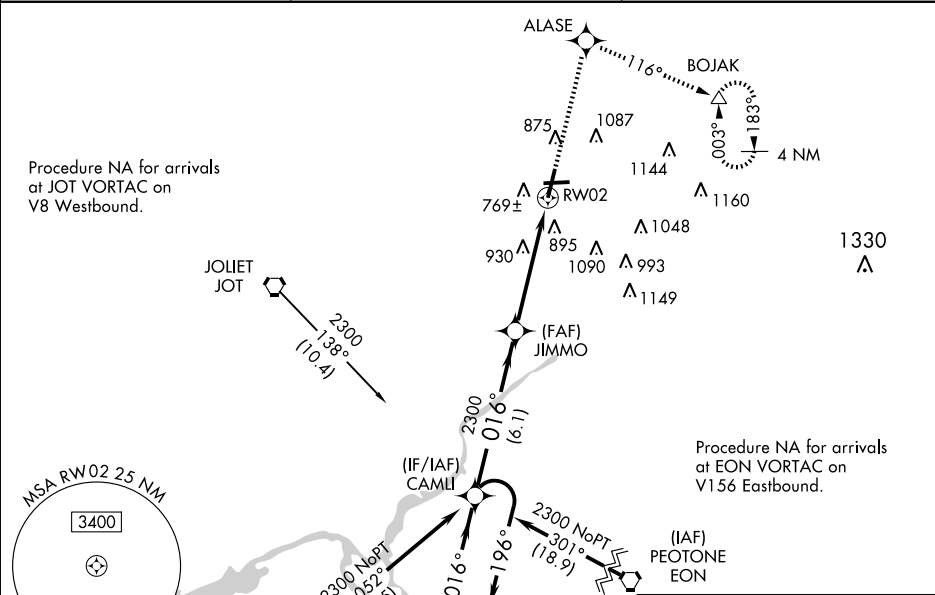 ALASE
116°
BOJAK
003°
183°
4 NM
875
1087
1144
1160
769±
RW02
895
1048
930
1090
993
1149
1330
Procedure NA for arrivals
at JOT VORTAC on
V8 Westbound.
JOLIET
JOT
2300
138°
(10.4)
(FAF)
JIMMO
2300
016°
(6.1)
(IF/IAF)
CAMLI
Procedure NA for arrivals
at EON VORTAC on
V156 Eastbound.
MSA RW02 25 NM
3400
2300 NoPT
052°
016°
196°
2300 NoPT
301°
(18.9)
(IAF)
PEOTONE
EON